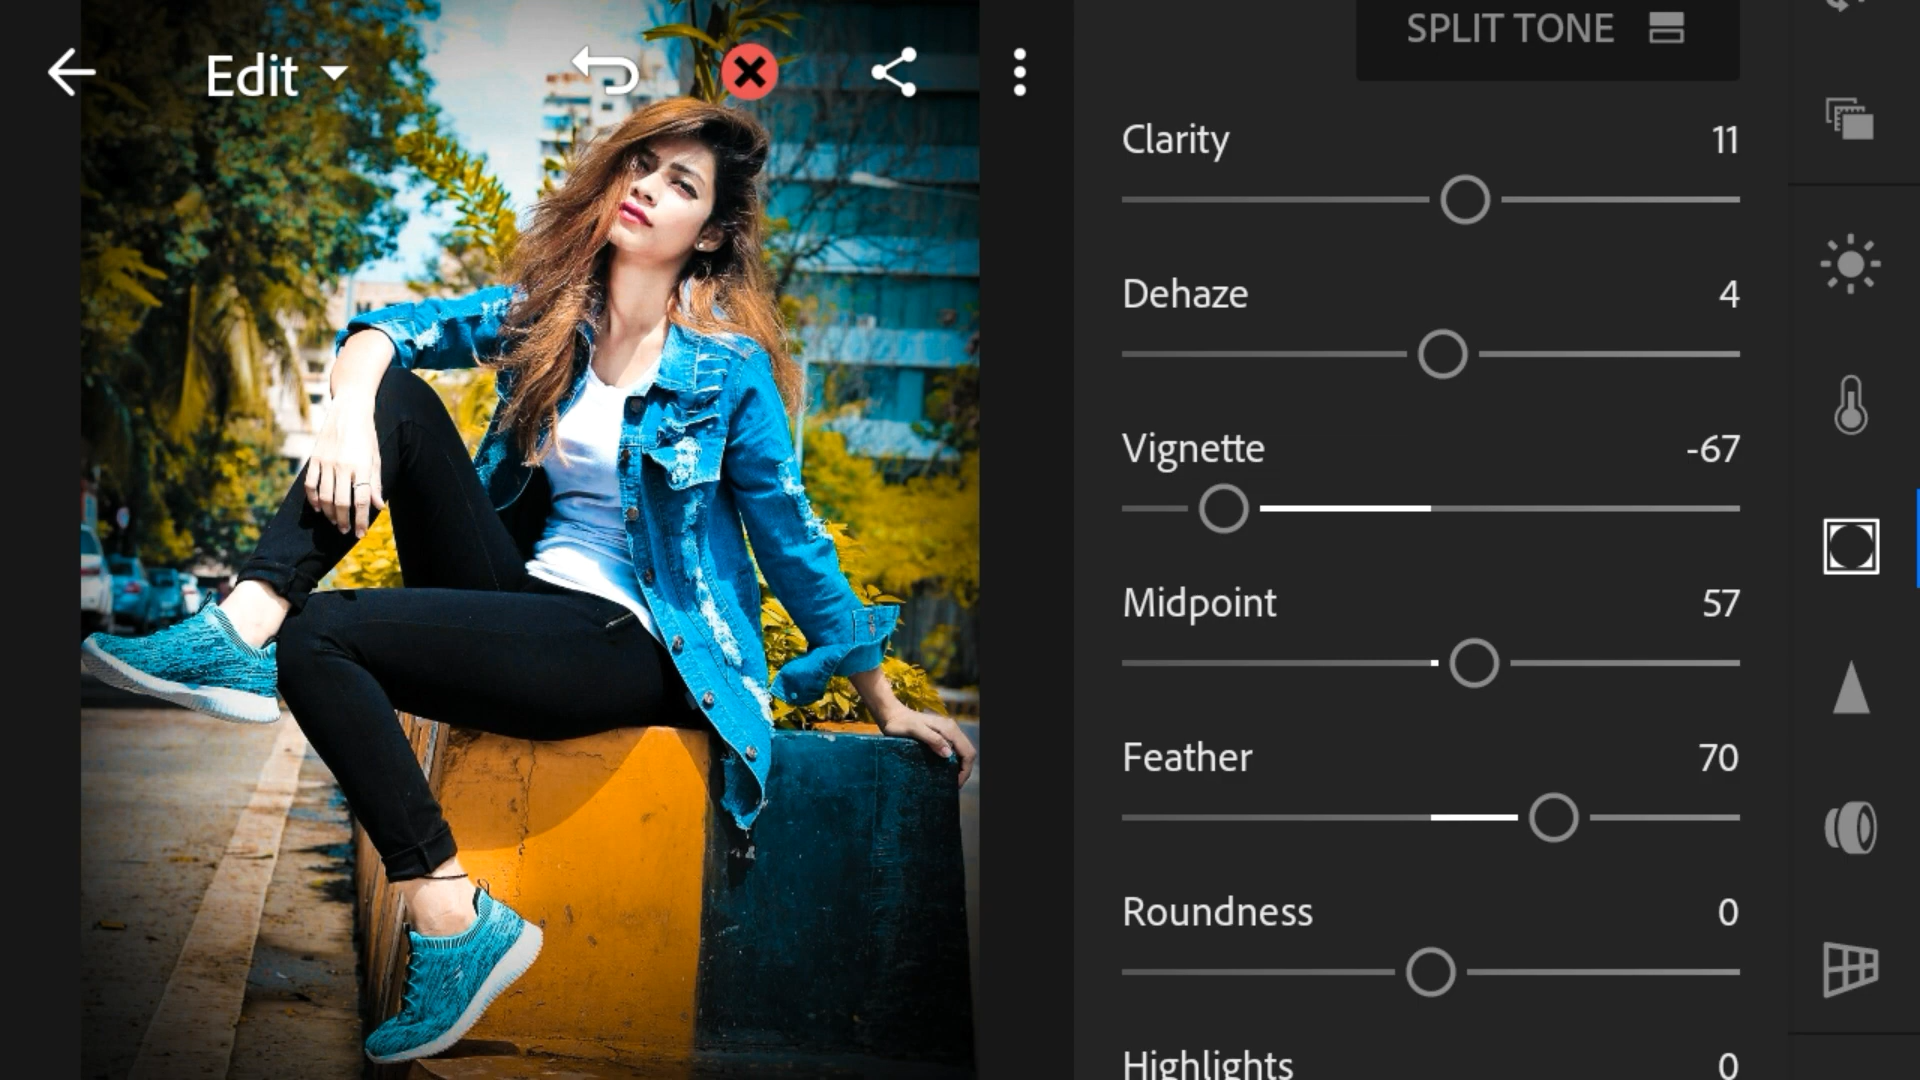 Edit
SPLIT TONE
Clarity 11
Dehaze 4
Vignette -67
Midpoint 57
Feather 70
Roundness 0
Highlights 0